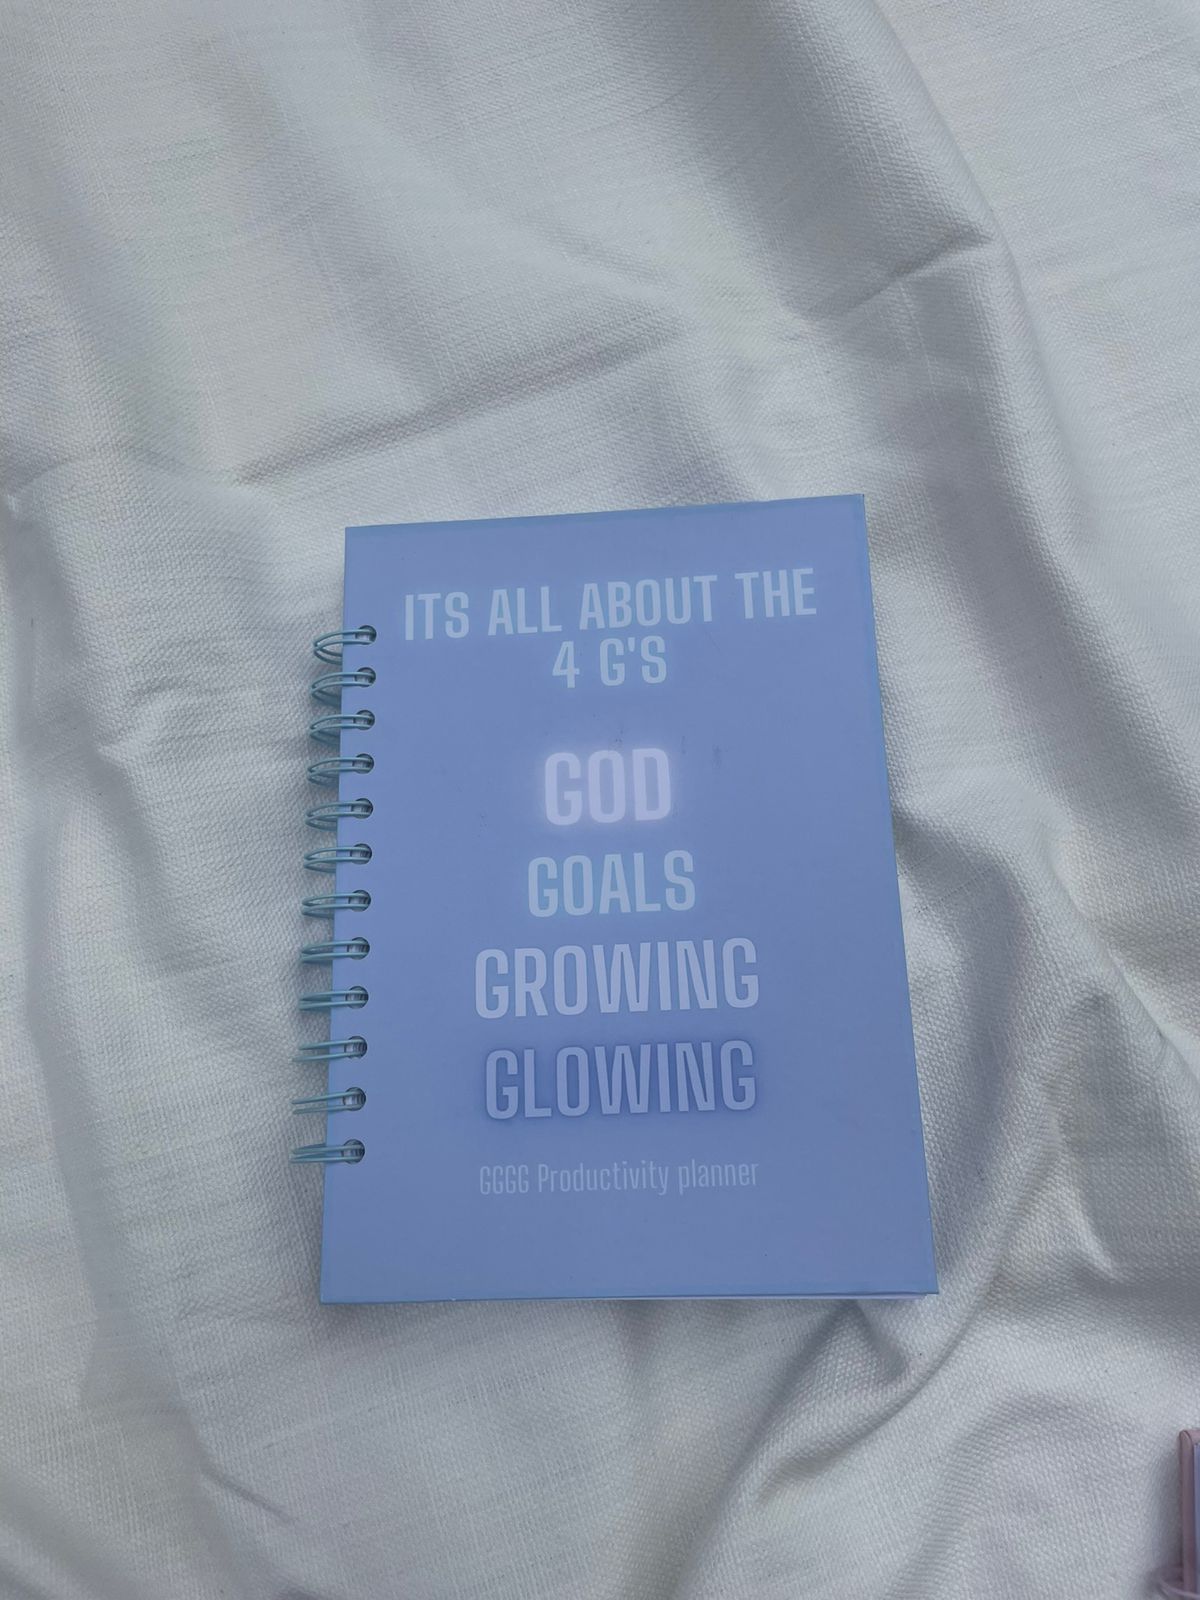 ITS ALL ABOUT THE
4 G'S
GOD
GOALS
GROWING
GLOWING
GGGG Productivity planner